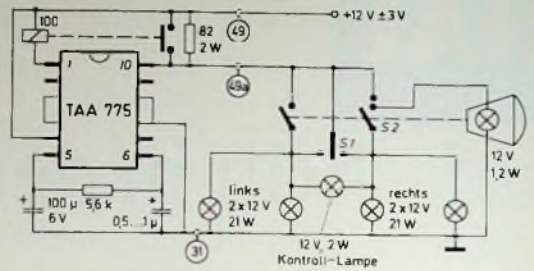 100
49
82
2 W
+12 V ± 3 V
1
10
TAA 775
49a
S1
S2
5
6
12 V
1,2 W
100 µ
6 V
5,6 k
0,5...1 µ
links
2 x 12 V
21 W
rechts
2 x 12 V
21 W
31
12 V, 2 W
Kontroll-Lampe